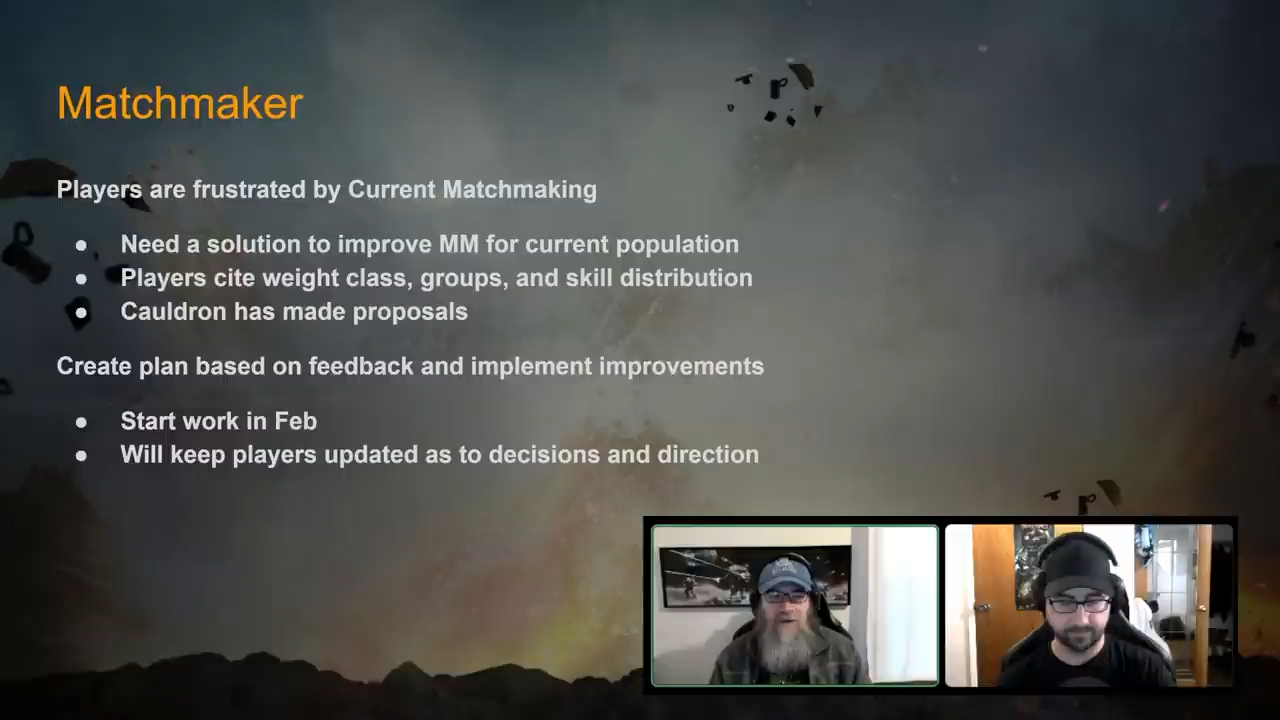 Matchmaker
Players are frustrated by Current Matchmaking
● Need a solution to improve MM for current population
● Players cite weight class, groups, and skill distribution
● Cauldron has made proposals
Create plan based on feedback and implement improvements
● Start work in Feb
● Will keep players updated as to decisions and direction